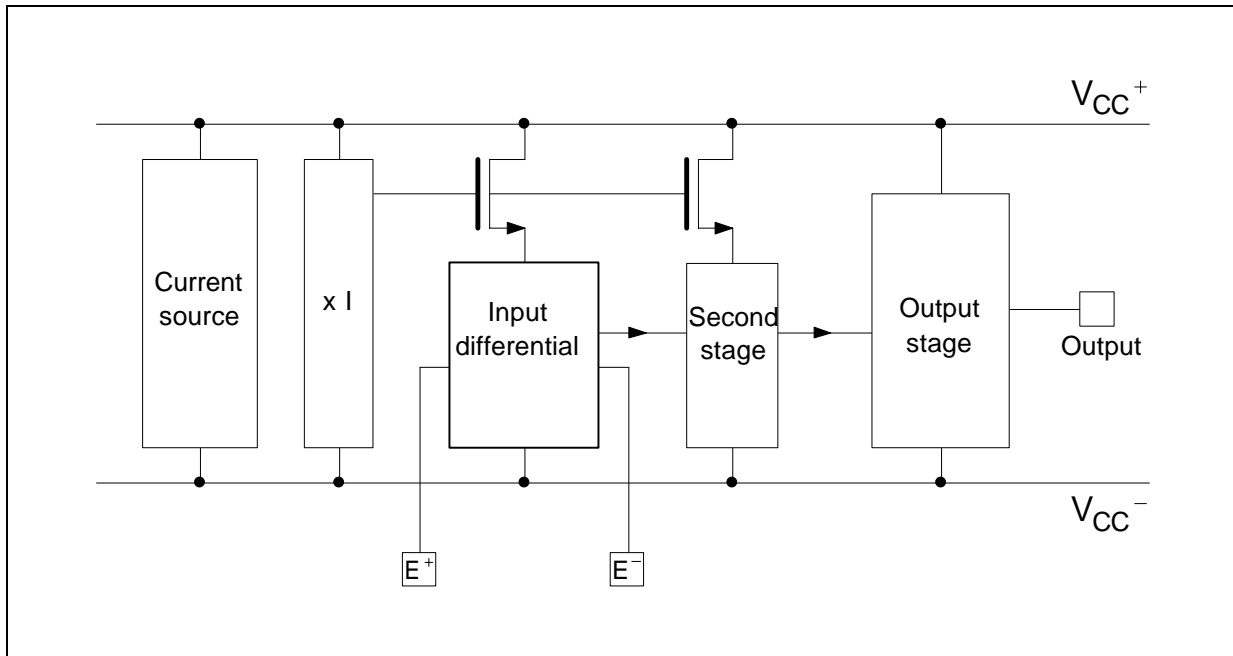 VCC+
Current
source
x I
Input
differential
Second
stage
Output
stage
Output
VCC−
E+
E−